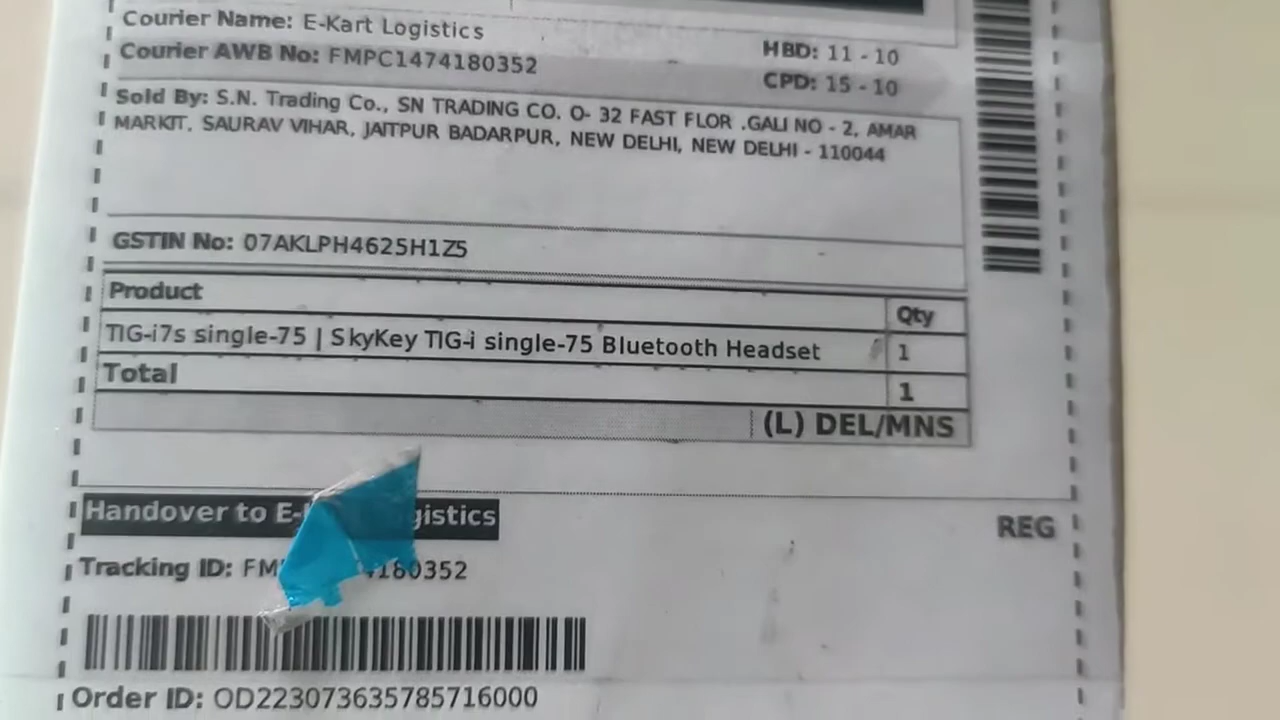 Courier Name: E-Kart Logistics
Courier AWB No: FMPC1474180352
HBD: 11 - 10
CPD: 15 - 10
Sold By: S.N. Trading Co., SN TRADING CO. O- 32 FAST FLOR .GALI NO - 2, AMAR
MARKIT. SAURAV VIHAR, JAITPUR BADARPUR, NEW DELHI, NEW DELHI - 110044
GSTIN No: 07AKLPH4625H1Z5
Product Qty
TIG-i7s single-75 | SkyKey TIG-i single-75 Bluetooth Headset 1
Total 1
(L) DEL/MNS
Handover to E- gistics
REG
Tracking ID: FM 4180352
Order ID: OD223073635785716000